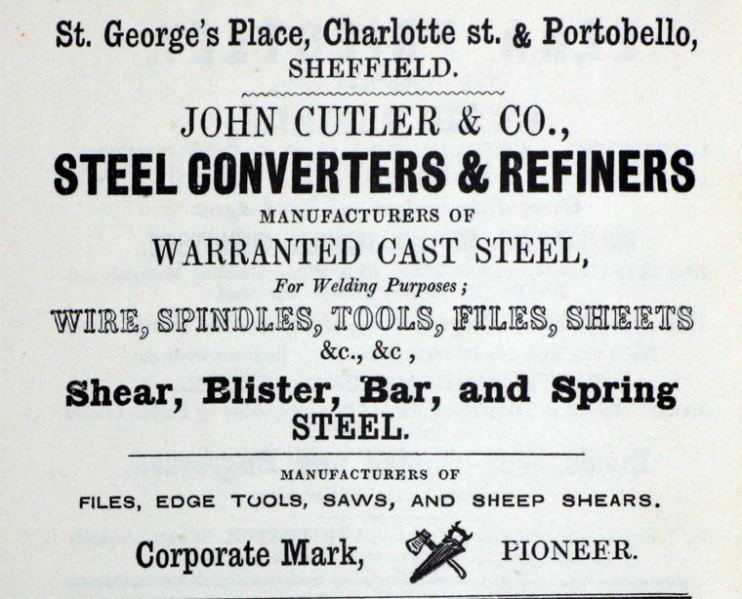 St. George's Place, Charlotte st. & Portobello,
SHEFFIELD.
JOHN CUTLER & CO.,
STEEL CONVERTERS & REFINERS
MANUFACTURERS OF
WARRANTED CAST STEEL,
For Welding Purposes;
WIRE, SPINDLES, TOOLS, FILES, SHEETS
&c., &c ,
Shear, Blister, Bar, and Spring
STEEL.
MANUFACTURERS OF
FILES, EDGE TOOLS, SAWS, AND SHEEP SHEARS.
Corporate Mark, PIONEER.